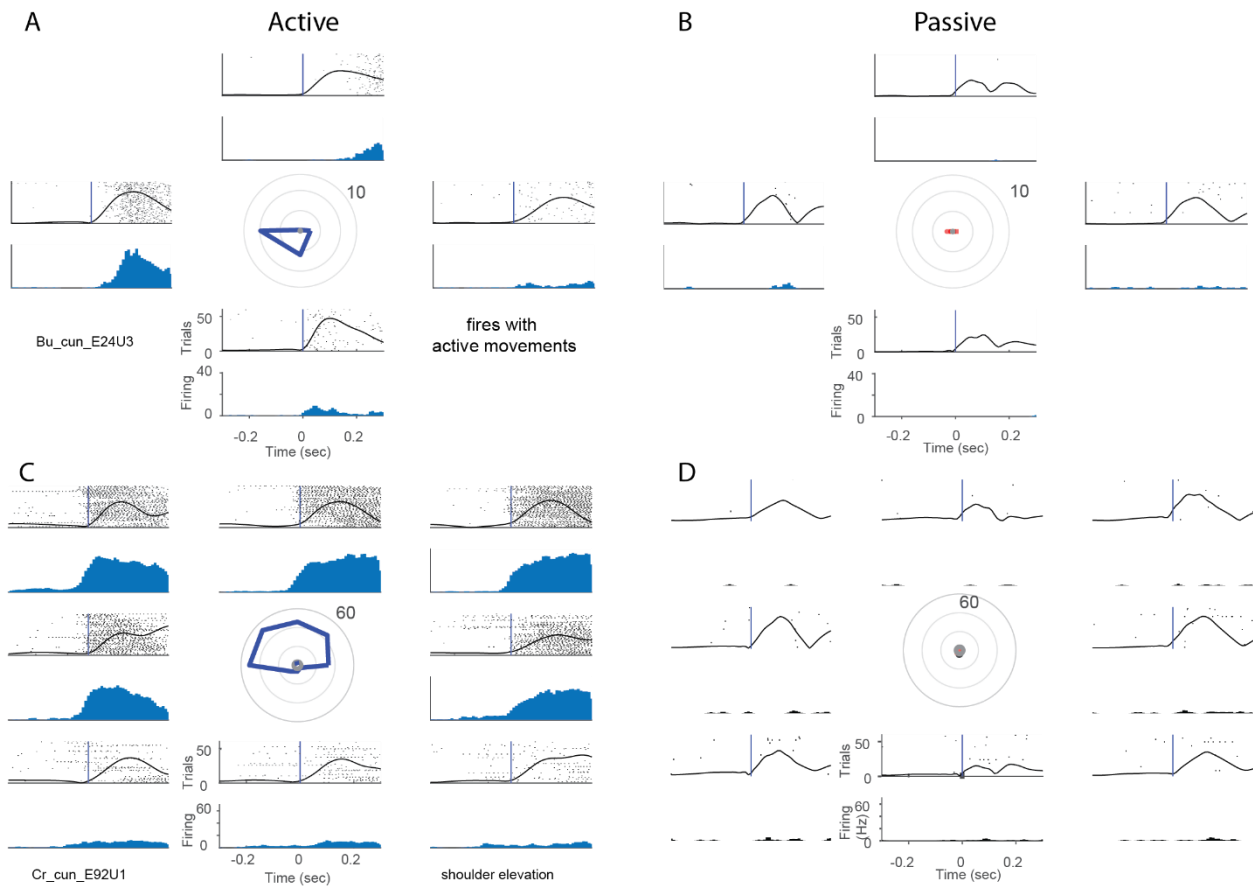 A
Active
B
Passive
10
10
Bu_cun_E24U3
fires with
active movements
Trials
50
0
Firing
40
0
-0.2
0
0.2
Time (sec)
Trials
50
0
Firing
40
0
-0.2
0
0.2
Time (sec)
C
D
60
60
Trials
50
0
Firing
60
0
-0.2
0
0.2
Time (sec)
Cr_cun_E92U1
shoulder elevation
Trials
50
0
Firing
(Hz)
60
0
-0.2
0
0.2
Time (sec)